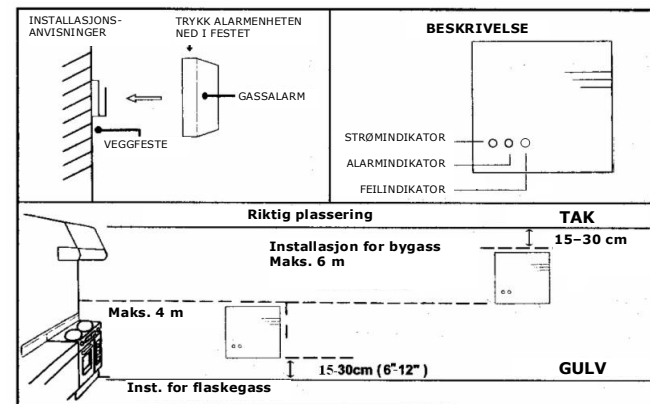 INSTALLASJONS-
ANVISNINGER
TRYKK ALARMENHETEN
NED I FESTET
GASSALARM
VEGGFESTE
BESKRIVELSE
STRØMINDIKATOR
ALARMINDIKATOR
FEILINDIKATOR
Riktig plassering
TAK
15–30 cm
Installasjon for bygass
Maks. 6 m
Maks. 4 m
15-30cm ( 6"-12" )
GULV
Inst. for flaskegass